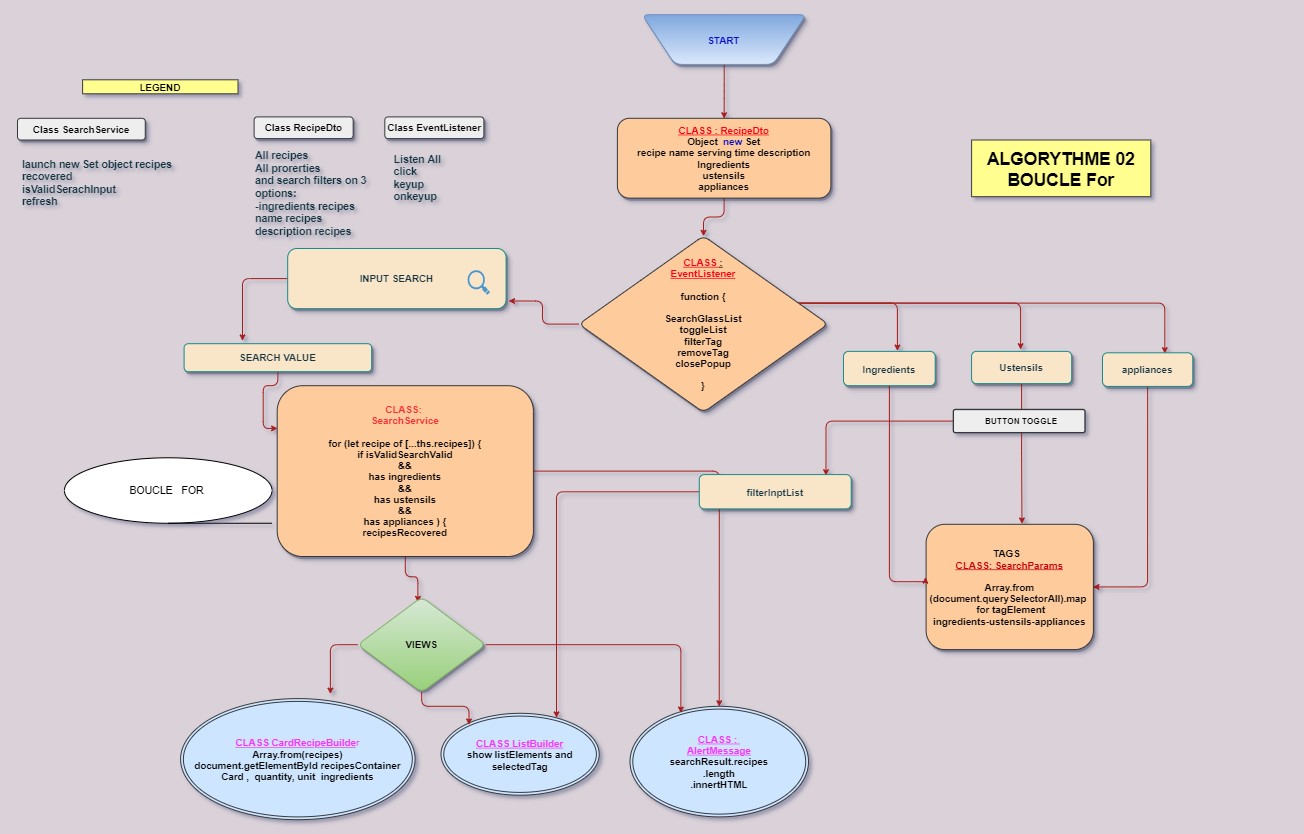 START
LEGEND
Class SearchService
launch new Set object recipes
recovered
isValidSerachInput
refresh
Class RecipeDto
All recipes
All prorerties
and search filters on 3
options:
-ingredients recipes
name recipes
description recipes
Class EventListener
Listen All
click
keyup
onkeyup
CLASS : RecipeDto
Object new Set
recipe name serving time description
Ingredients
ustensils
appliances
ALGORYTHME 02
BOUCLE For
CLASS :
EventListener
function {
SearchGlassList
toggleList
filterTag
removeTag
closePopup
}
INPUT SEARCH
SEARCH VALUE
Ingredients
Ustensils
appliances
BUTTON TOGGLE
CLASS:
SearchService
for (let recipe of [...ths.recipes]) {
if isValidSearchValid
&&
has ingredients
&&
has ustensils
&&
has appliances ) {
recipesRecovered
BOUCLE FOR
filterInptList
TAGS
CLASS: SearchParams
Array.from
(document.querySelectorAll).map
for tagElement
ingredients-ustensils-appliances
VIEWS
CLASS CardRecipeBuilder
Array.from(recipes)
document.getElementById recipesContainer
Card , quantity, unit ingredients
CLASS ListBuilder
show listElements and
selectedTag
CLASS :
AlertMessage
searchResult.recipes
.length
.innertHTML